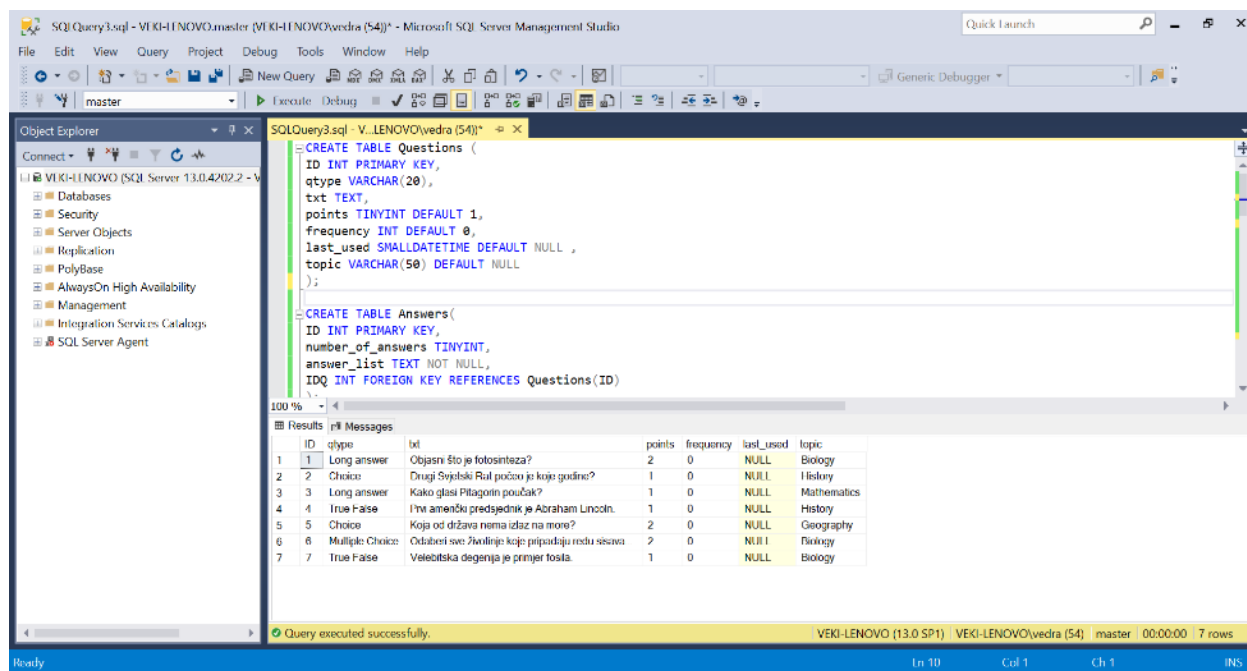 SQLQuery3.sql - VEKI-LENOVO.master (VEKI-LENOVO\vedra (54))* - Microsoft SQL Server Management Studio
Quick Launch
File Edit View Query Project Debug Tools Window Help
New Query
Generic Debugger
master
Execute Debug
Object Explorer
SQLQuery3.sql - V...LENOVO\vedra (54))*
Connect
VEKI-LENOVO (SQL Server 13.0.4202.2 - V
Databases
Security
Server Objects
Replication
PolyBase
AlwaysOn High Availability
Management
Integration Services Catalogs
SQL Server Agent
CREATE TABLE Questions (
ID INT PRIMARY KEY,
qtype VARCHAR(20),
txt TEXT,
points TINYINT DEFAULT 1,
frequency INT DEFAULT 0,
last_used SMALLDATETIME DEFAULT NULL ,
topic VARCHAR(50) DEFAULT NULL
);
CREATE TABLE Answers(
ID INT PRIMARY KEY,
number_of_answers TINYINT,
answer_list TEXT NOT NULL,
IDQ INT FOREIGN KEY REFERENCES Questions(ID)
100 %
Results Messages
ID qtype txt points frequency last_used topic
1 1 Long answer Objasni što je fotosinteza? 2 0 NULL Biology
2 2 Choice Drugi Svjetski Rat počeo je koje godine? 1 0 NULL History
3 3 Long answer Kako glasi Pitagorin poučak? 1 0 NULL Mathematics
4 4 True False Prvi američki predsjednik je Abraham Lincoln. 1 0 NULL History
5 5 Choice Koja od država nema izlaz na more? 2 0 NULL Geography
6 6 Multiple Choice Odaberi sve životinje koje pripadaju redu sisava. 2 0 NULL Biology
7 7 True False Velebitska degenija je primjer fosila. 1 0 NULL Biology
Query executed successfully.
VEKI-LENOVO (13.0 SP1) VEKI-LENOVO\vedra (54) master 00:00:00 7 rows
Ready Ln 10 Col 1 Ch 1 INS